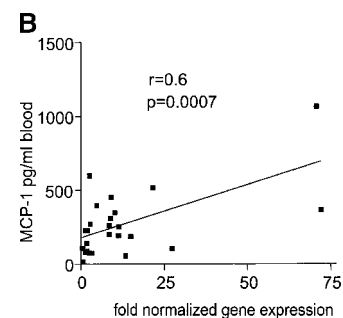 B
1500
r=0.6
p=0.0007
1000
MCP-1 pg/ml blood
500
0
0
25
50
75
fold normalized gene expression